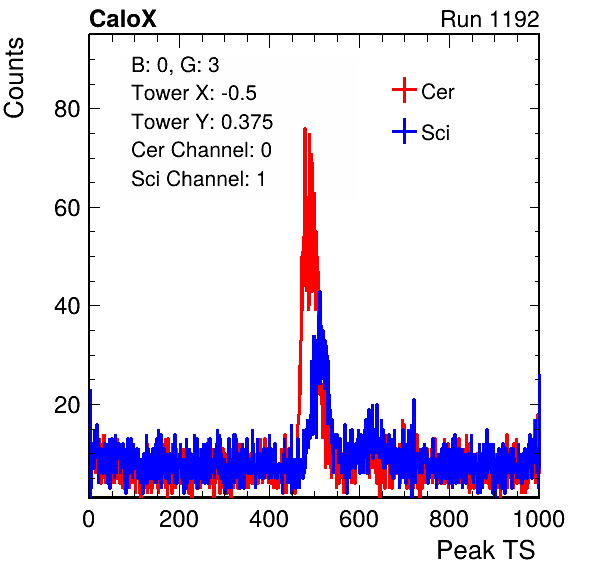 CaloX Run 1192
Counts
B: 0, G: 3
Tower X: -0.5
Tower Y: 0.375
Cer Channel: 0
Sci Channel: 1
Cer
Sci
80
60
40
20
0 200 400 600 800 1000
Peak TS